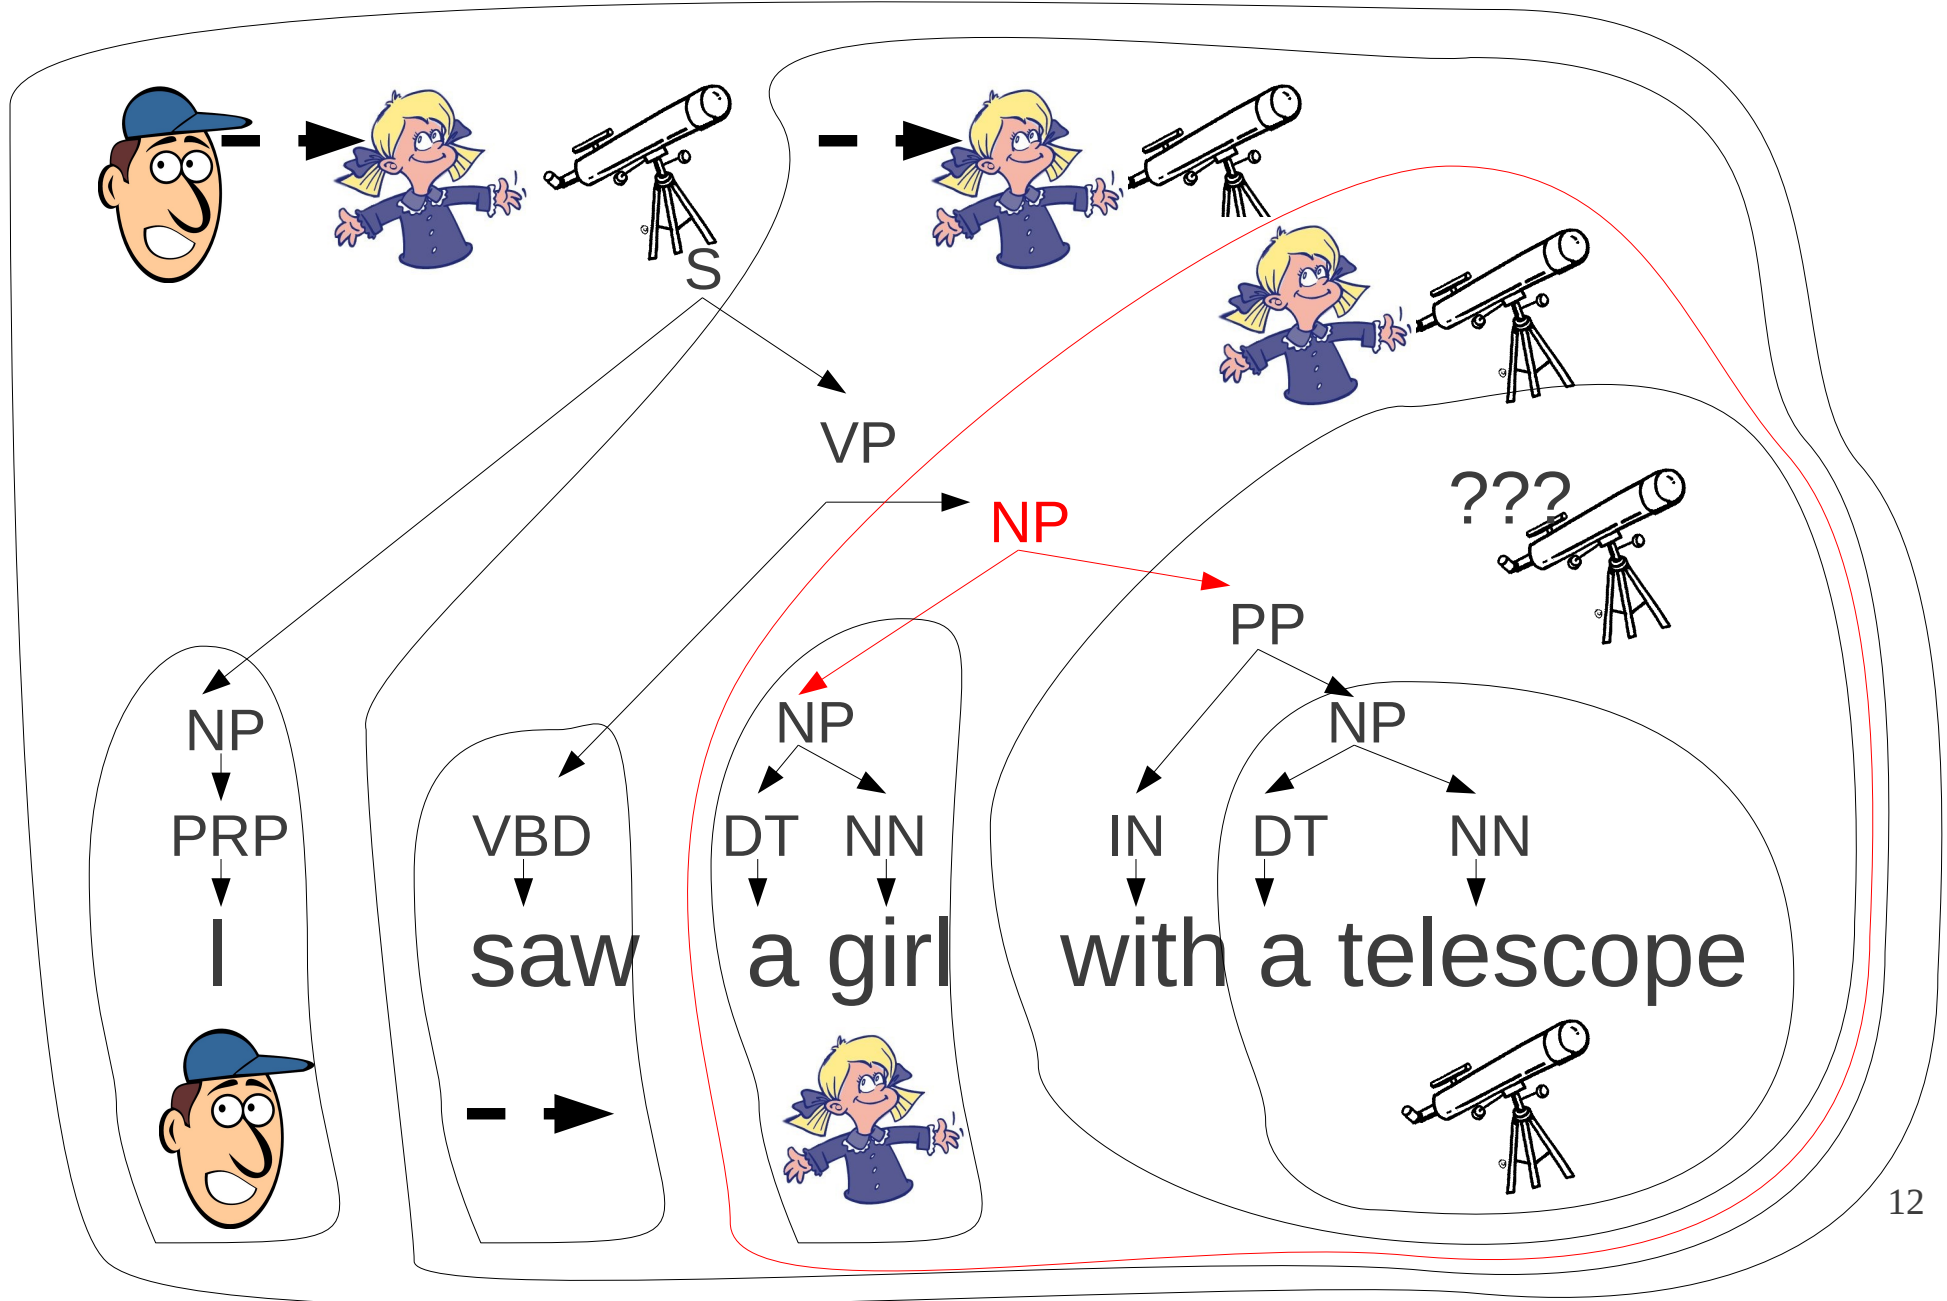 S
VP
???
NP
PP
NP NP NP
PRP VBD DT NN IN DT NN
I saw a girl with a telescope
12